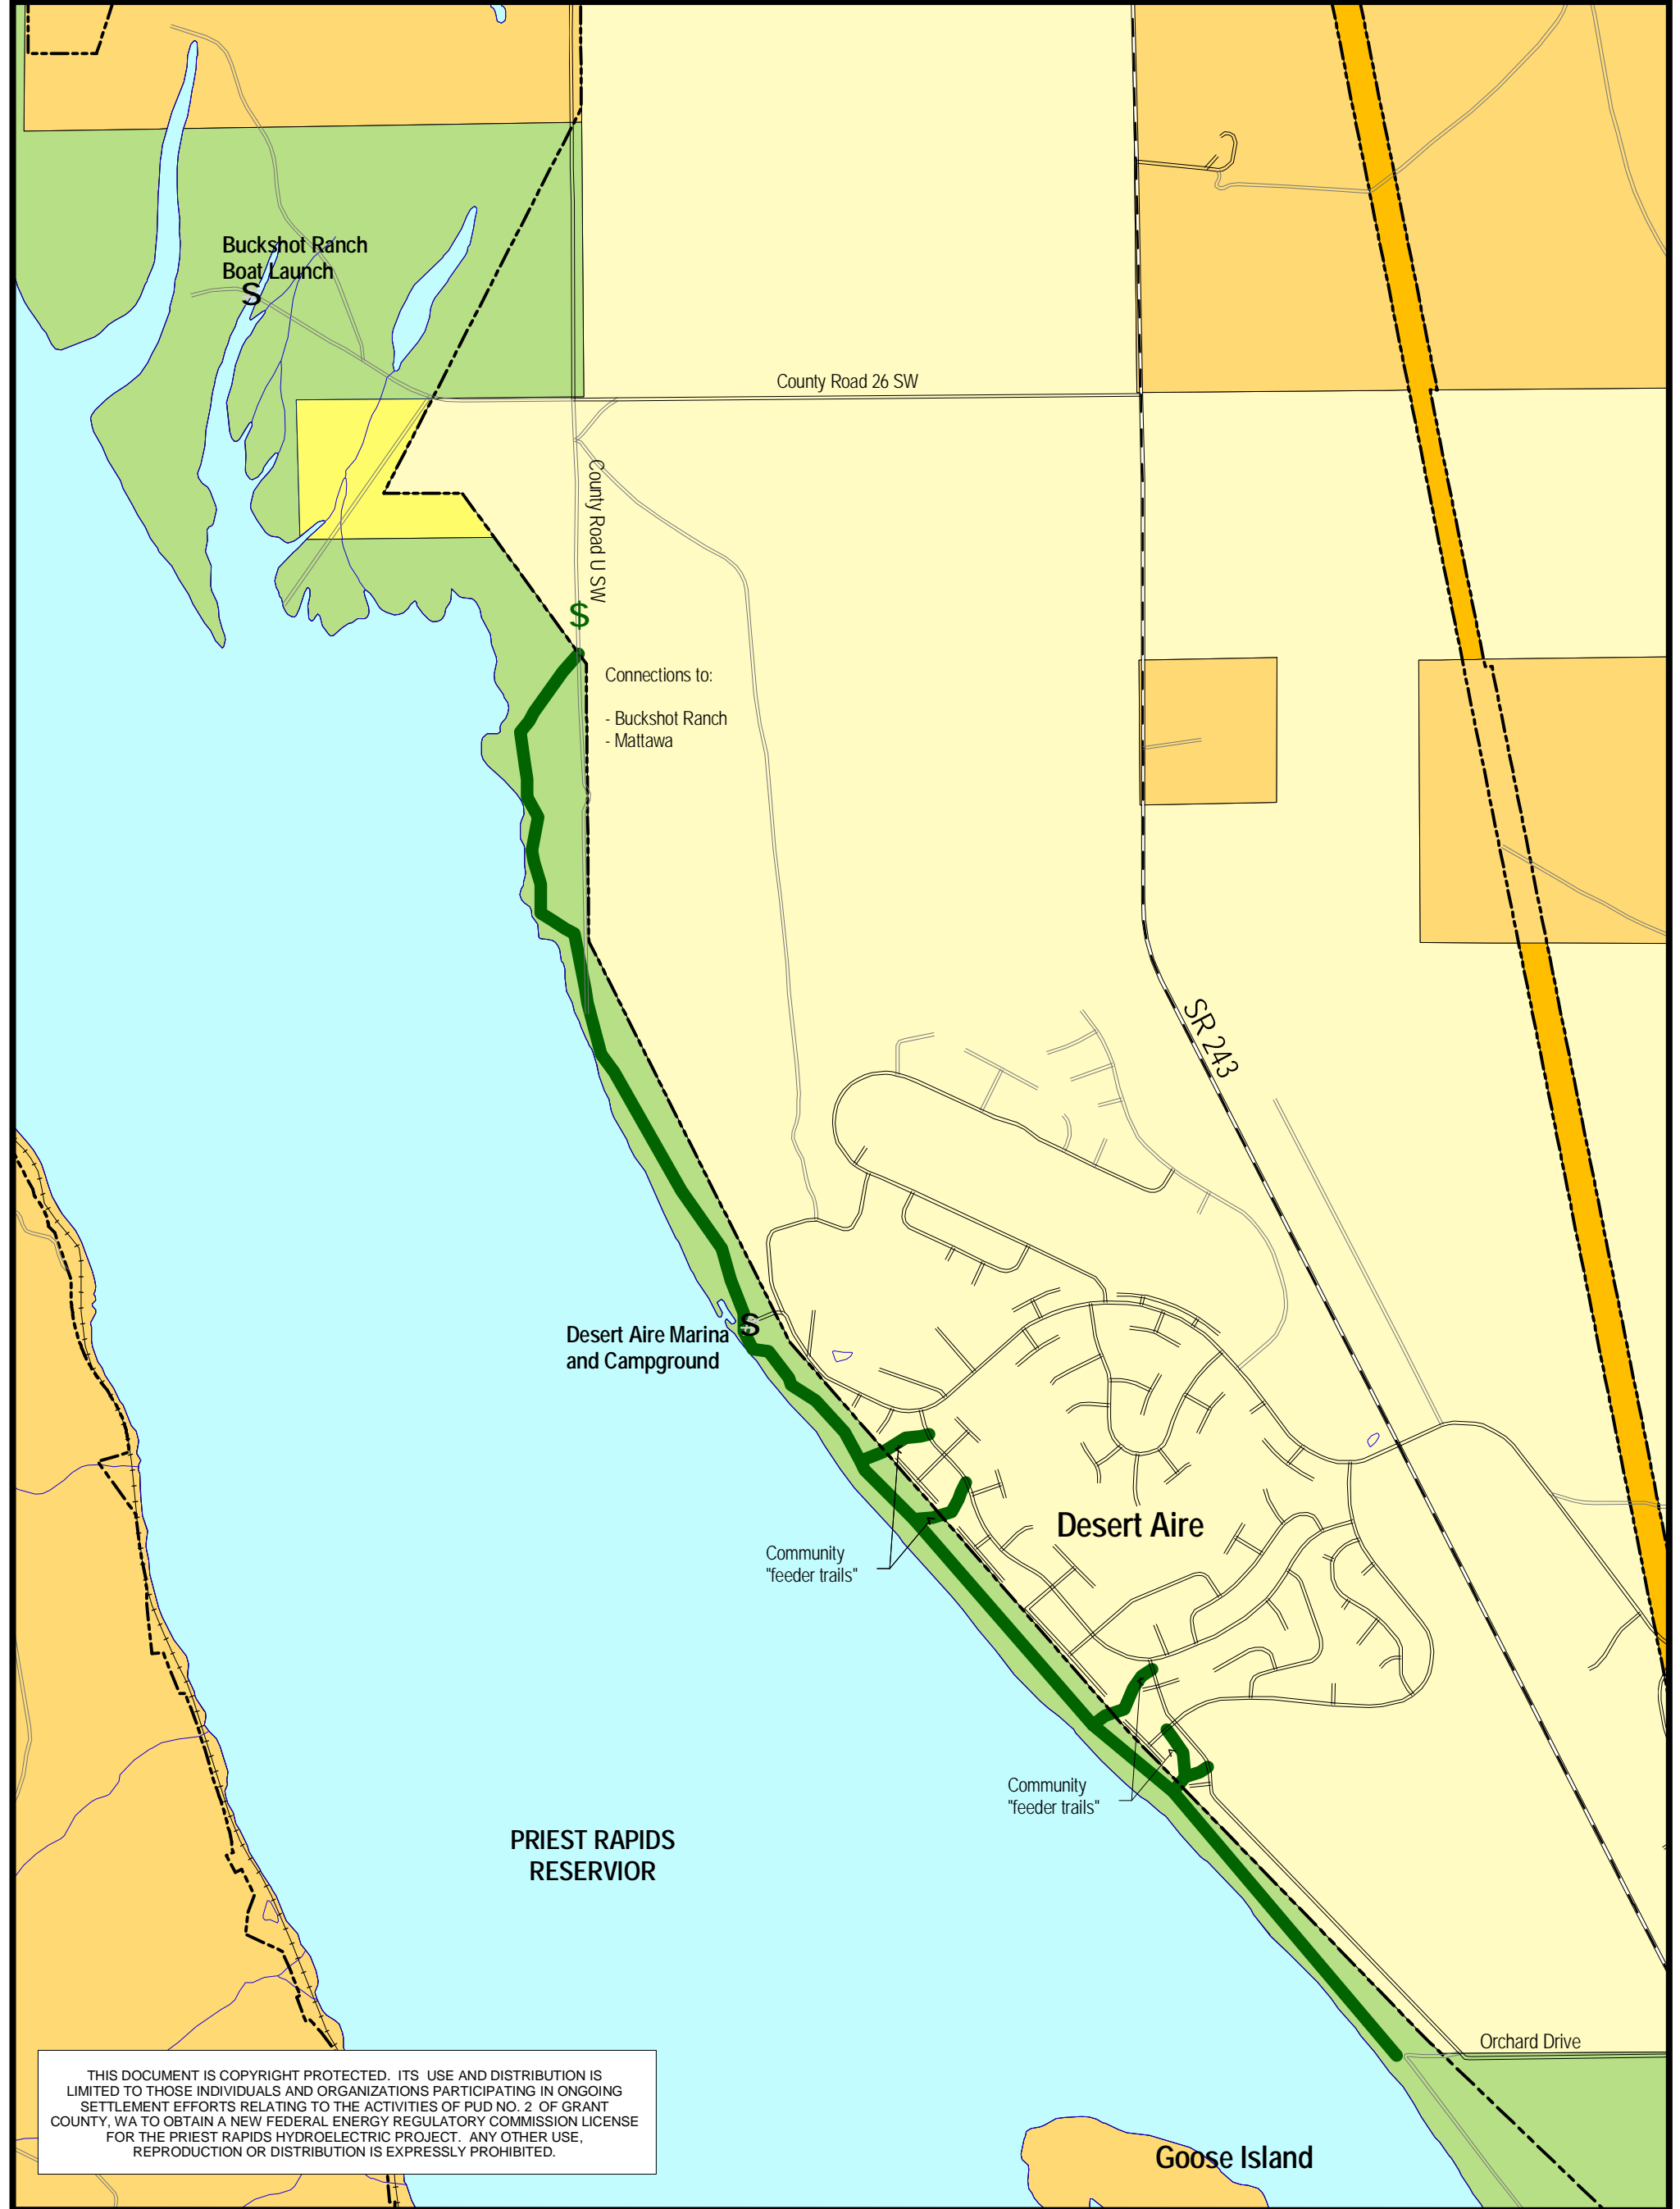 Buckshot Ranch
Boat Launch
S
County Road 26 SW
County Road U SW
$
Connections to:
- Buckshot Ranch
- Mattawa
SR 243
S
Desert Aire Marina
and Campground
Desert Aire
Community
"feeder trails"
Community
"feeder trails"
PRIEST RAPIDS
RESERVIOR
Orchard Drive
THIS DOCUMENT IS COPYRIGHT PROTECTED. ITS USE AND DISTRIBUTION IS
LIMITED TO THOSE INDIVIDUALS AND ORGANIZATIONS PARTICIPATING IN ONGOING
SETTLEMENT EFFORTS RELATING TO THE ACTIVITIES OF PUD NO. 2 OF GRANT
COUNTY, WA TO OBTAIN A NEW FEDERAL ENERGY REGULATORY COMMISSION LICENSE
FOR THE PRIEST RAPIDS HYDROELECTRIC PROJECT. ANY OTHER USE,
REPRODUCTION OR DISTRIBUTION IS EXPRESSLY PROHIBITED.
Goose Island